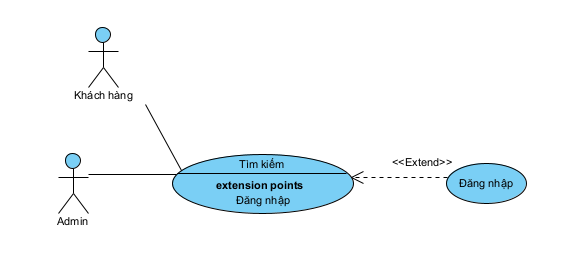 Khách hàng
Tìm kiếm
<<Extend>>
extension points
Đăng nhập
Đăng nhập
Admin